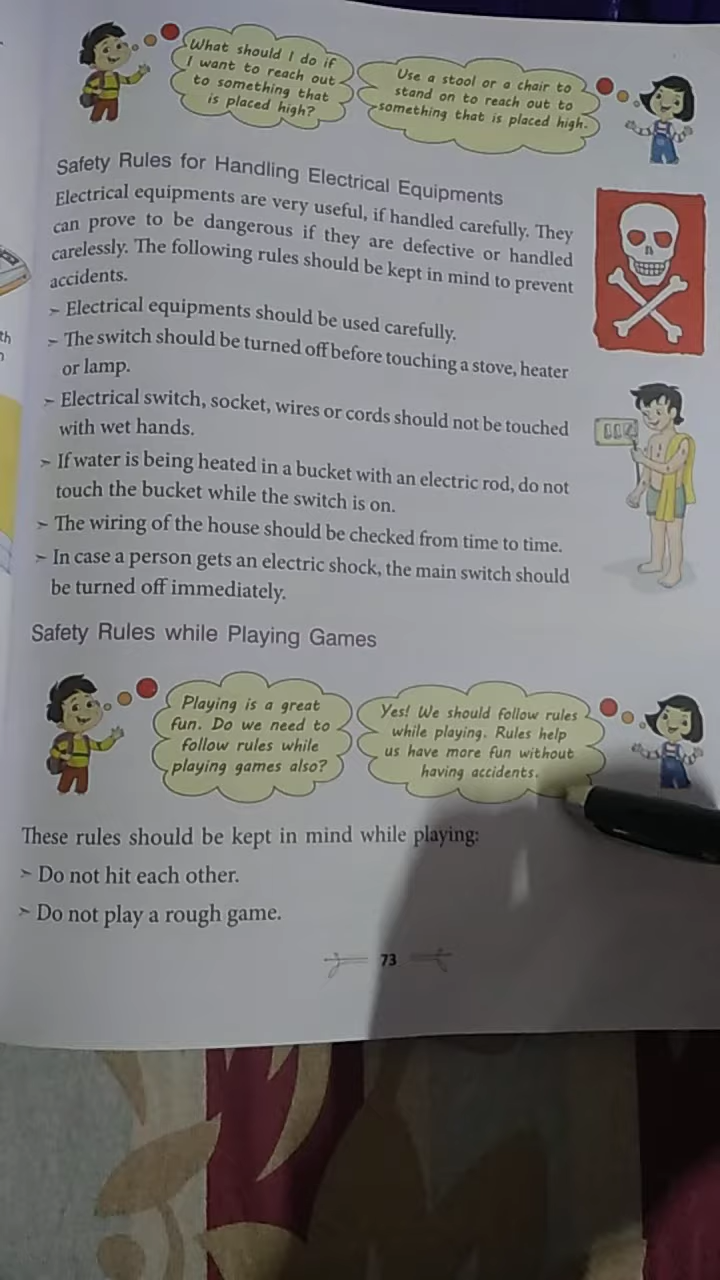 What should I do if
I want to reach out
to something that
is placed high?
Use a stool or a chair to
stand on to reach out to
something that is placed high.
Safety Rules for Handling Electrical Equipments
Electrical equipments are very useful, if handled carefully. They
can prove to be dangerous if they are defective or handled
carelessly. The following rules should be kept in mind to prevent
accidents.
➢ Electrical equipments should be used carefully.
➢ The switch should be turned off before touching a stove, heater
or lamp.
➢ Electrical switch, socket, wires or cords should not be touched
with wet hands.
➢ If water is being heated in a bucket with an electric rod, do not
touch the bucket while the switch is on.
➢ The wiring of the house should be checked from time to time.
➢ In case a person gets an electric shock, the main switch should
be turned off immediately.
Safety Rules while Playing Games
Playing is a great
fun. Do we need to
follow rules while
playing games also?
Yes! We should follow rules
while playing. Rules help
us have more fun without
having accidents.
These rules should be kept in mind while playing:
➢ Do not hit each other.
➢ Do not play a rough game.
73